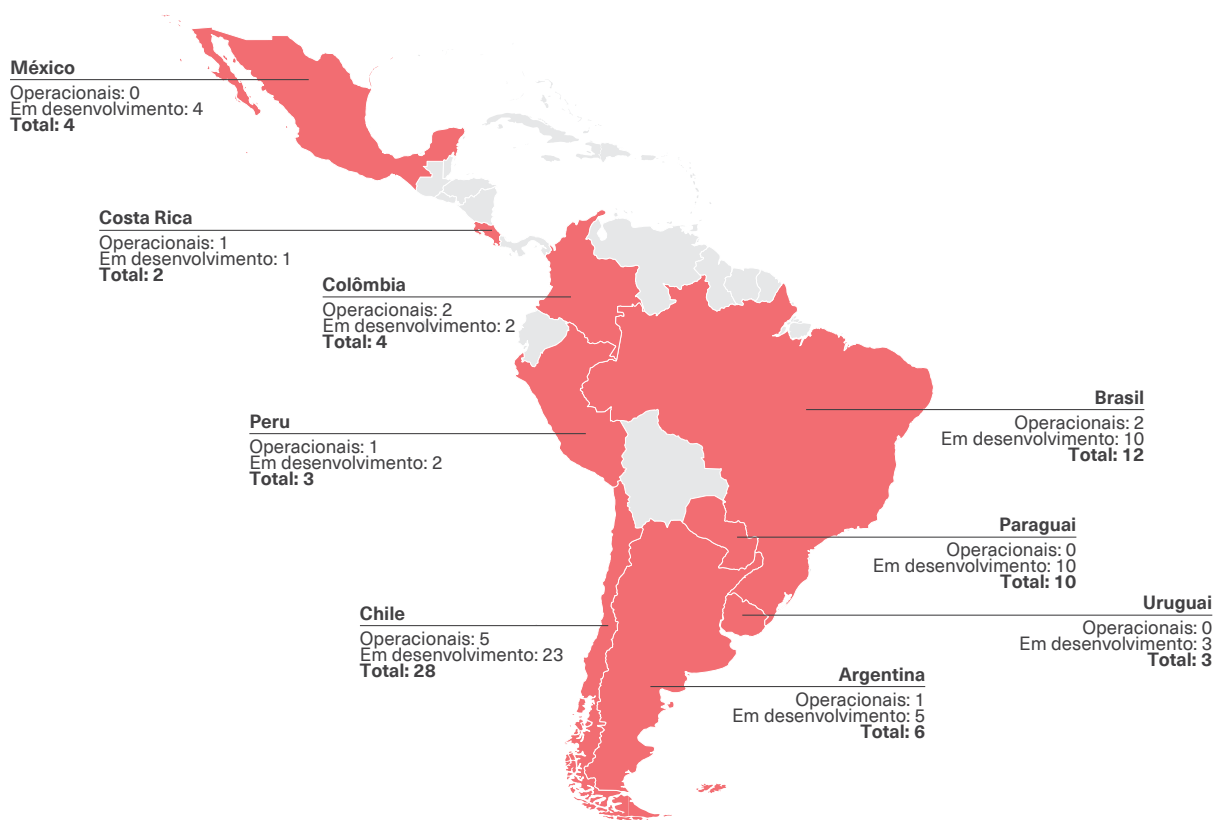 México
Operacionais: 0
Em desenvolvimento: 4
Total: 4
Costa Rica
Operacionais: 1
Em desenvolvimento: 1
Total: 2
Colômbia
Operacionais: 2
Em desenvolvimento: 2
Total: 4
Peru
Operacionais: 1
Em desenvolvimento: 2
Total: 3
Chile
Operacionais: 5
Em desenvolvimento: 23
Total: 28
Brasil
Operacionais: 2
Em desenvolvimento: 10
Total: 12
Paraguai
Operacionais: 0
Em desenvolvimento: 10
Total: 10
Uruguai
Operacionais: 0
Em desenvolvimento: 3
Total: 3
Argentina
Operacionais: 1
Em desenvolvimento: 5
Total: 6